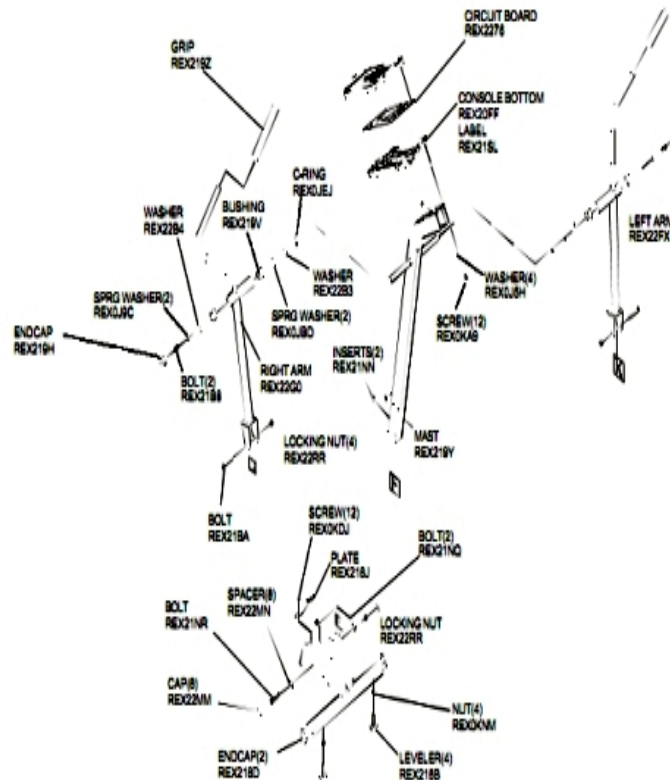 CIRCUIT BOARD
REX2276
GRIP
REX219Z
CONSOLE BOTTOM
REX20FF
LABEL
REX21SL
C-RING
REX0JEJ
BUSHING
REX219V
WASHER
REX22B4
LEFT ARM
REX22FX
WASHER
REX22B3
WASHER(4)
REX0J6H
SPRG WASHER(2)
REX0J9C
SPRG WASHER(2)
REX0JBD
SCREW(12)
REX0KA9
ENDCAP
REX219H
INSERTS(2)
REX21NN
RIGHT ARM
REX22G0
BOLT(2)
REX21B8
MAST
REX219Y
LOCKING NUT(4)
REX22RR
F
BOLT
REX21BA
SCREW(12)
REX0KDJ
BOLT(2)
REX21NQ
PLATE
REX218J
SPACER(8)
REX22MN
BOLT
REX21NR
LOCKING NUT
REX22RR
CAP(8)
REX22MM
NUT(4)
REX0KNM
ENDCAP(2)
REX218D
LEVELER(4)
REX218B